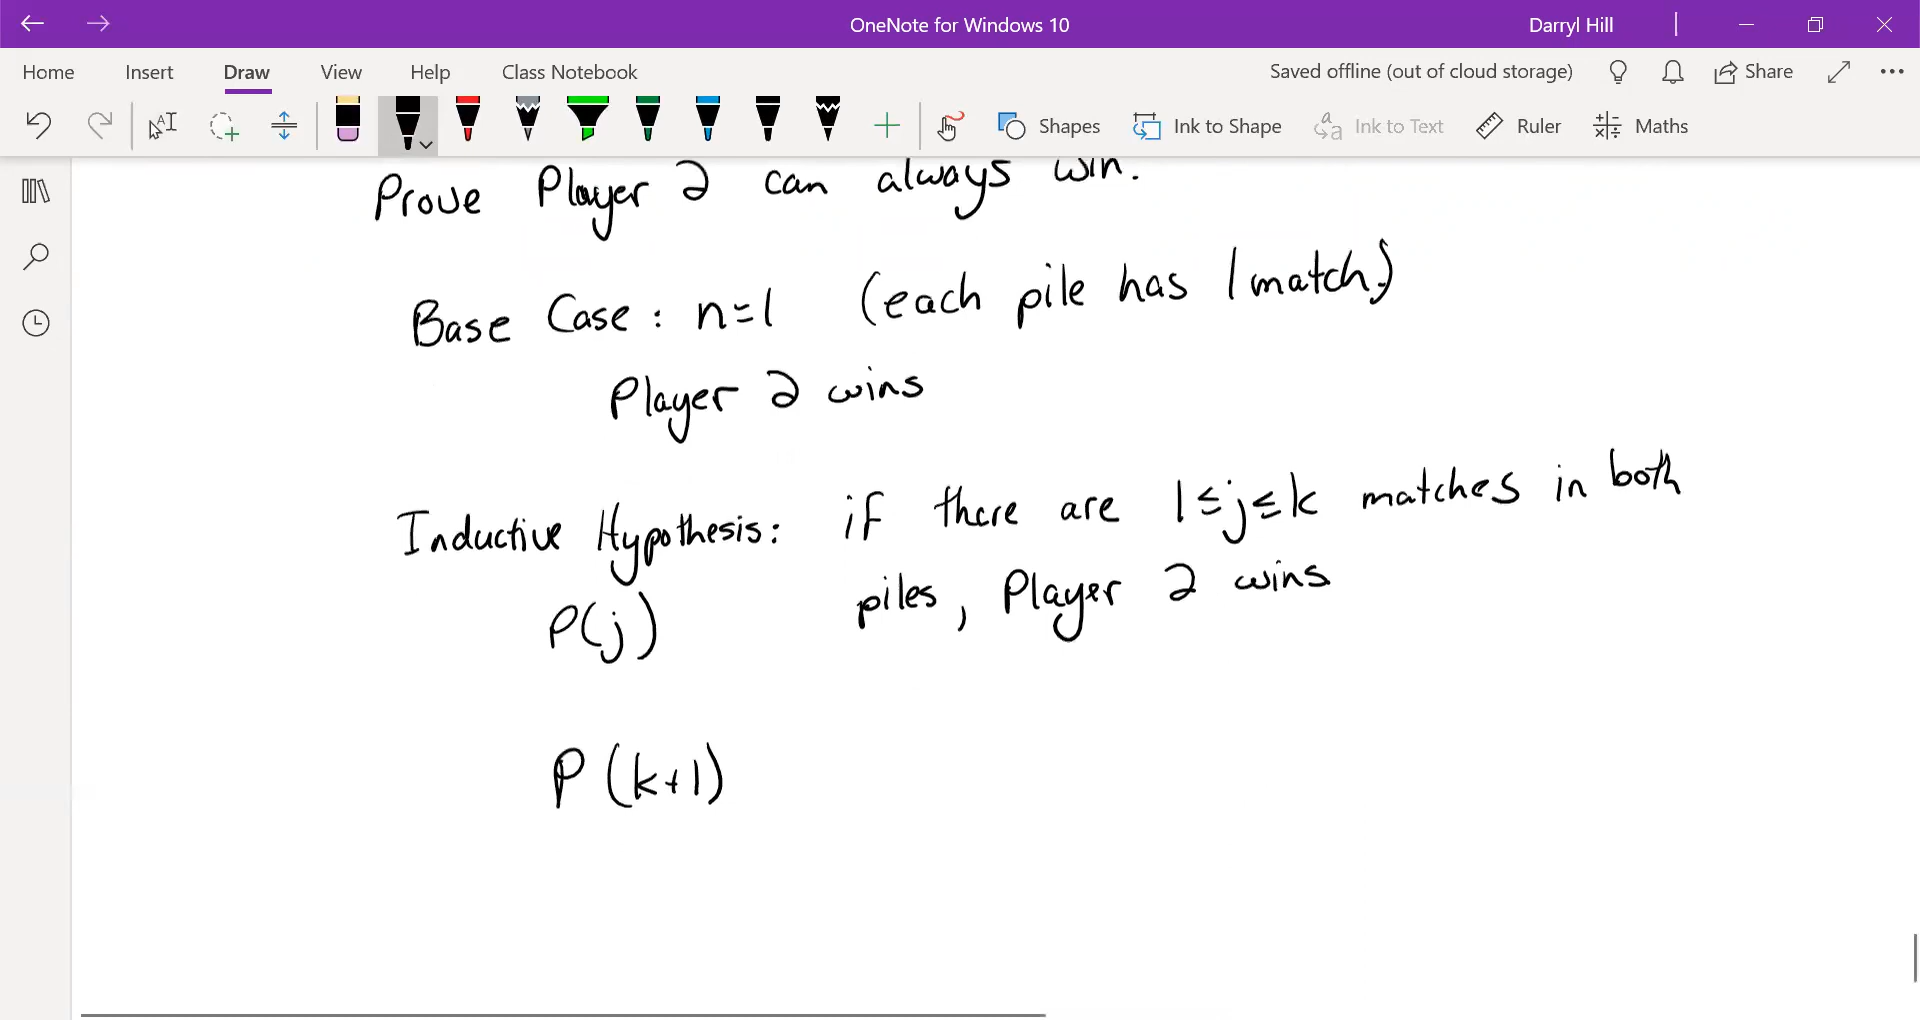 OneNote for Windows 10
Darryl Hill
Home Insert Draw View Help Class Notebook
Saved offline (out of cloud storage)
Share
Shapes
Ink to Shape
Ink to Text
Ruler
Maths
Prove Player 2 can always win.
Base Case: n=1 (each pile has 1 match.)
Player 2 wins
Inductive Hypothesis: if there are 1≤j≤k matches in both
P(j) piles, Player 2 wins
P(k+1)